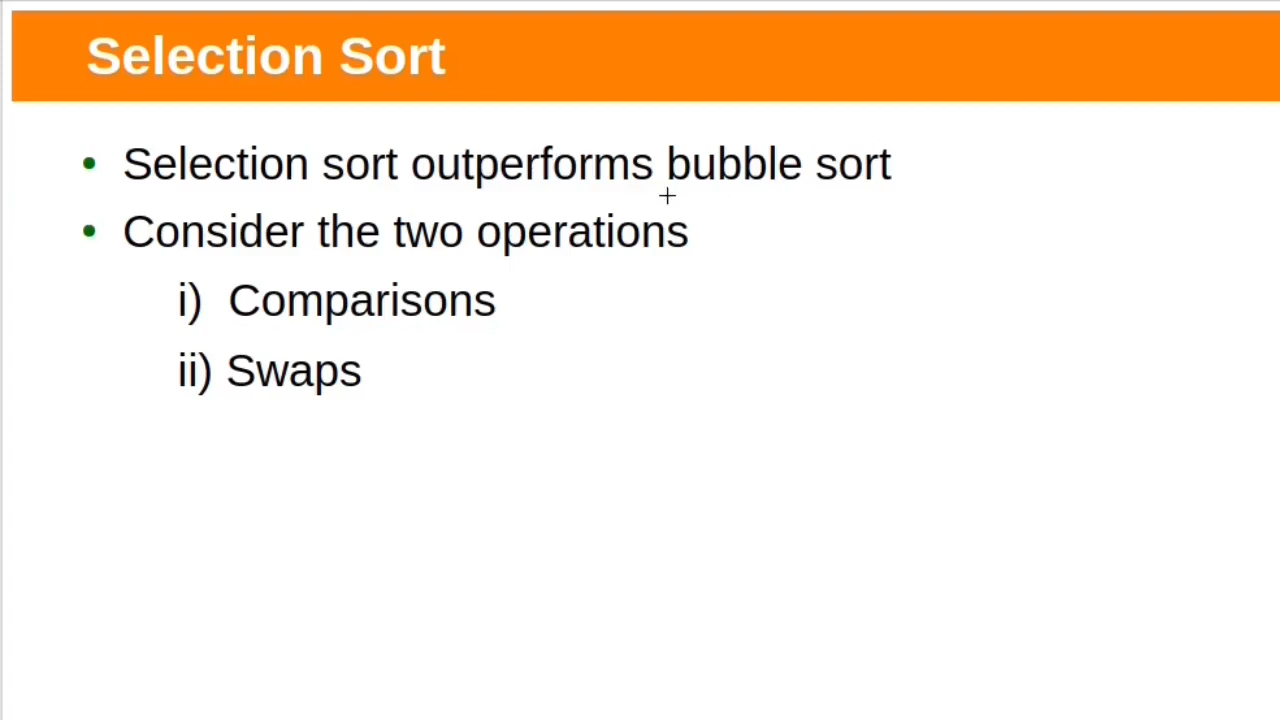 Selection Sort
• Selection sort outperforms bubble sort
• Consider the two operations
i) Comparisons
ii) Swaps